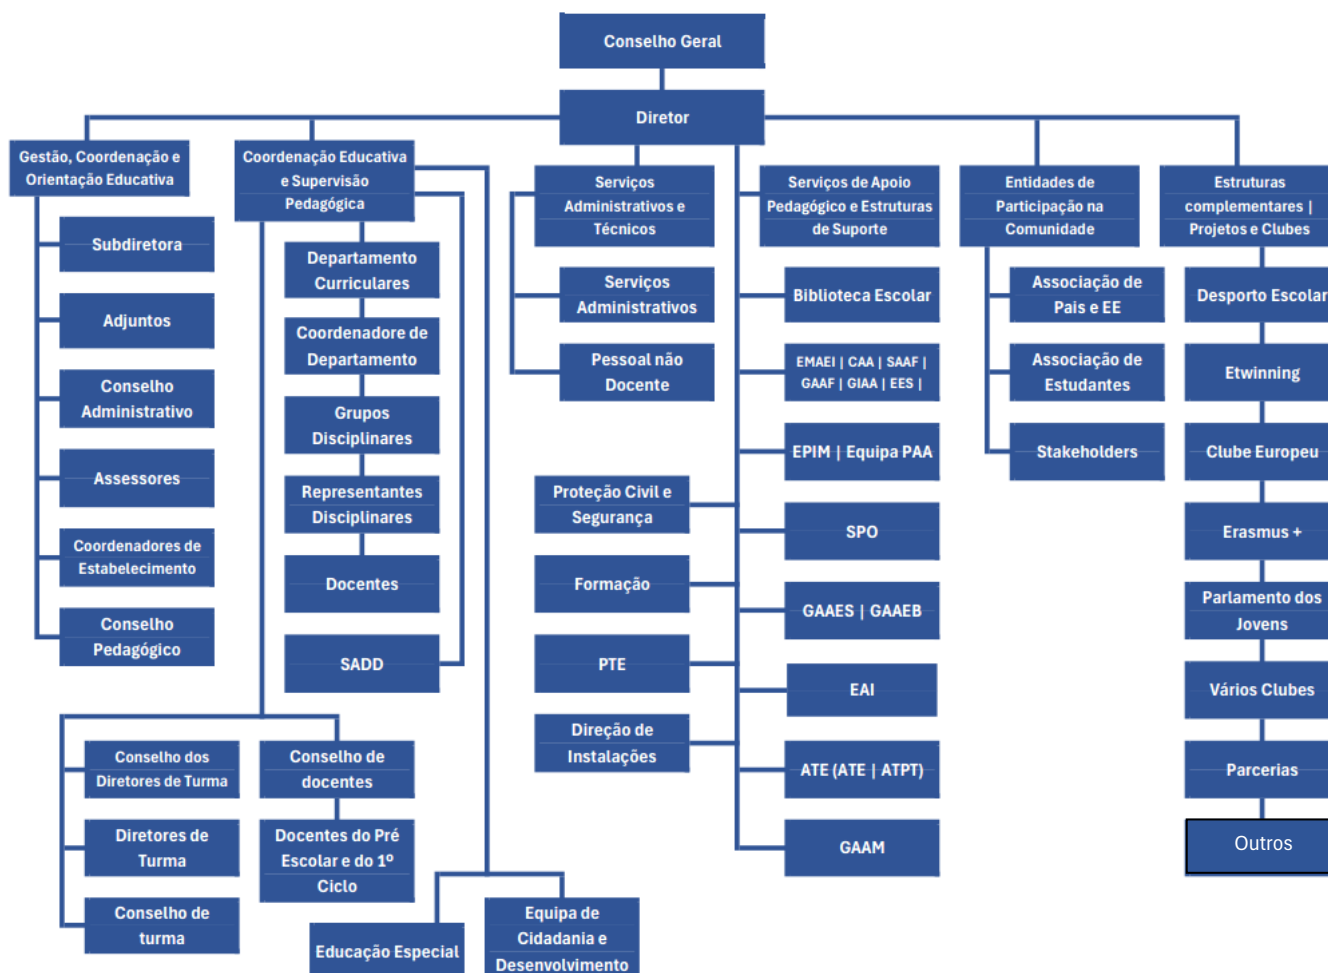 Conselho Geral
Diretor
Gestão, Coordenação e
Orientação Educativa
Subdiretora
Adjuntos
Conselho
Administrativo
Assessores
Coordenadores de
Estabelecimento
Conselho
Pedagógico
Coordenação Educativa
e Supervisão
Pedagógica
Departamento
Curriculares
Coordenadore de
Departamento
Grupos
Disciplinares
Representantes
Disciplinares
Docentes
SADD
Conselho dos
Diretores de Turma
Diretores de
Turma
Conselho de
turma
Conselho de
docentes
Docentes do Pré
Escolar e do 1º
Ciclo
Educação Especial
Equipa de
Cidadania e
Desenvolvimento
Serviços
Administrativos e
Técnicos
Serviços
Administrativos
Pessoal não
Docente
Serviços de Apoio
Pedagógico e Estruturas
de Suporte
Biblioteca Escolar
EMAEI | CAA | SAAF |
GAAF | GIAA | EES |
EPIM | Equipa PAA
SPO
GAAES | GAAEB
EAI
ATE (ATE | ATPT)
GAAM
Proteção Civil e
Segurança
Formação
PTE
Direção de
Instalações
Entidades de
Participação na
Comunidade
Associação de
Pais e EE
Associação de
Estudantes
Stakeholders
Estruturas
complementares |
Projetos e Clubes
Desporto Escolar
Etwinning
Clube Europeu
Erasmus +
Parlamento dos
Jovens
Vários Clubes
Parcerias
Outros